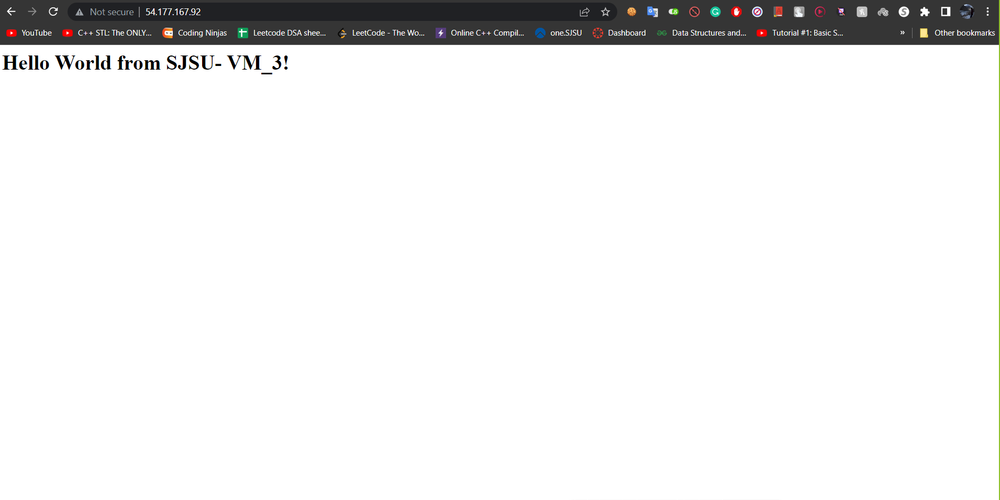 Not secure | 54.177.167.92
YouTube C++ STL: The ONLY... Coding Ninjas Leetcode DSA shee... LeetCode - The Wo... Online C++ Compil... one.SJSU Dashboard Data Structures and... Tutorial #1: Basic S... » Other bookmarks
Hello World from SJSU- VM_3!